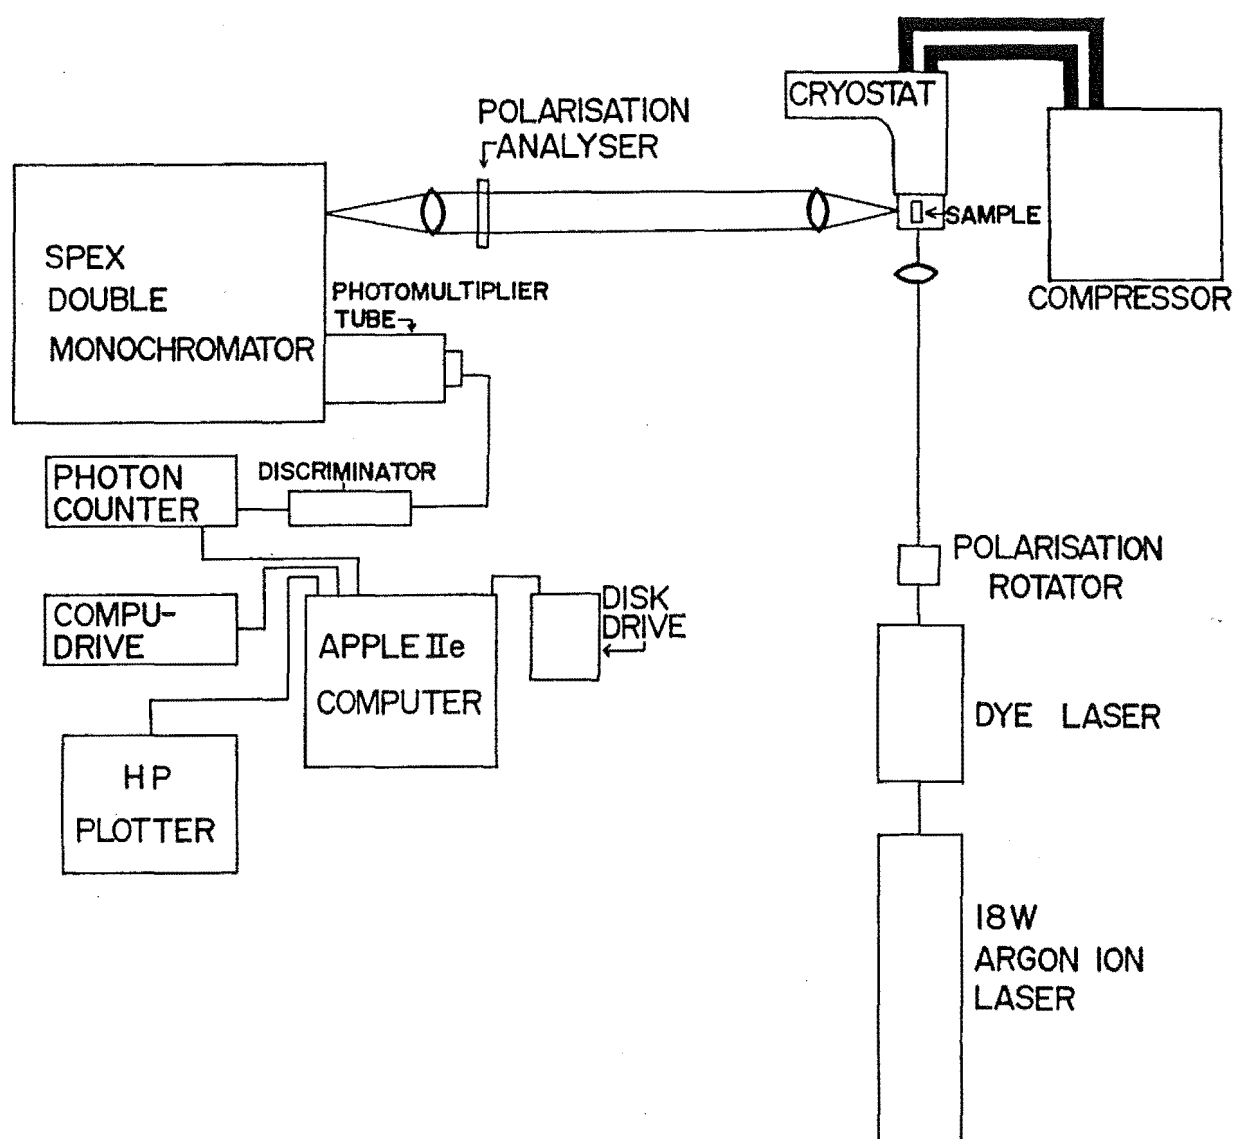 CRYOSTAT
POLARISATION
ANALYSER
SAMPLE
COMPRESSOR
SPEX
DOUBLE
MONOCHROMATOR
PHOTOMULTIPLIER
TUBE
PHOTON
COUNTER
DISCRIMINATOR
POLARISATION
ROTATOR
COMPU-
DRIVE
APPLE IIe
COMPUTER
DISK
DRIVE
DYE LASER
HP
PLOTTER
18W
ARGON ION
LASER